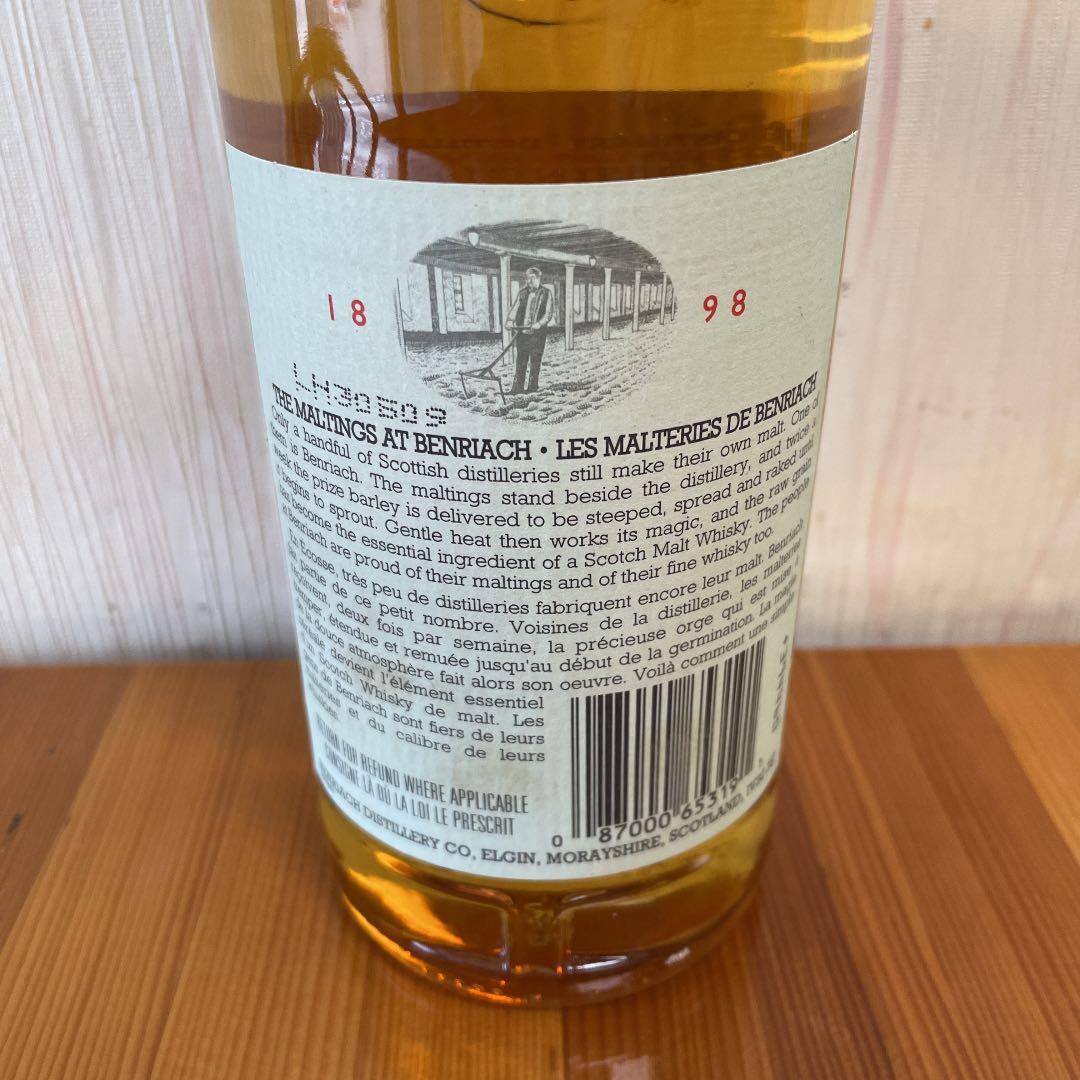 18 98
LH30509
THE MALTINGS AT BENRIACH • LES MALTERIES DE BENRIACH
Only a handful of Scottish distilleries still make their own malt. One of
them is Benriach. The maltings stand beside the distillery, and twice a
week the prize barley is delivered to be steeped, spread and raked until
it begins to sprout. Gentle heat then works its magic, and the raw grain
has become the essential ingredient of a Scotch Malt Whisky. The people
at Benriach are proud of their maltings and of their fine whisky too.
En Ecosse, très peu de distilleries fabriquent encore leur malt. Benriach
fait partie de ce petit nombre. Voisines de la distillerie, les malteries
reçoivent, deux fois par semaine, la précieuse orge qui est mise à
tremper, étendue et remuée jusqu'au début de la germination. La magie
d'une douce atmosphère fait alors son oeuvre. Voilà comment une simple
devient l'élément essentiel
Scotch Whisky de malt. Les
de Benriach sont fiers de leurs
et du calibre de leurs
RETURN FOR REFUND WHERE APPLICABLE
CONSIGNÉ LÀ OÙ LA LOI LE PRESCRIT
0 87000 65319 1
BENRIACH DISTILLERY CO, ELGIN, MORAYSHIRE, SCOTLAND,